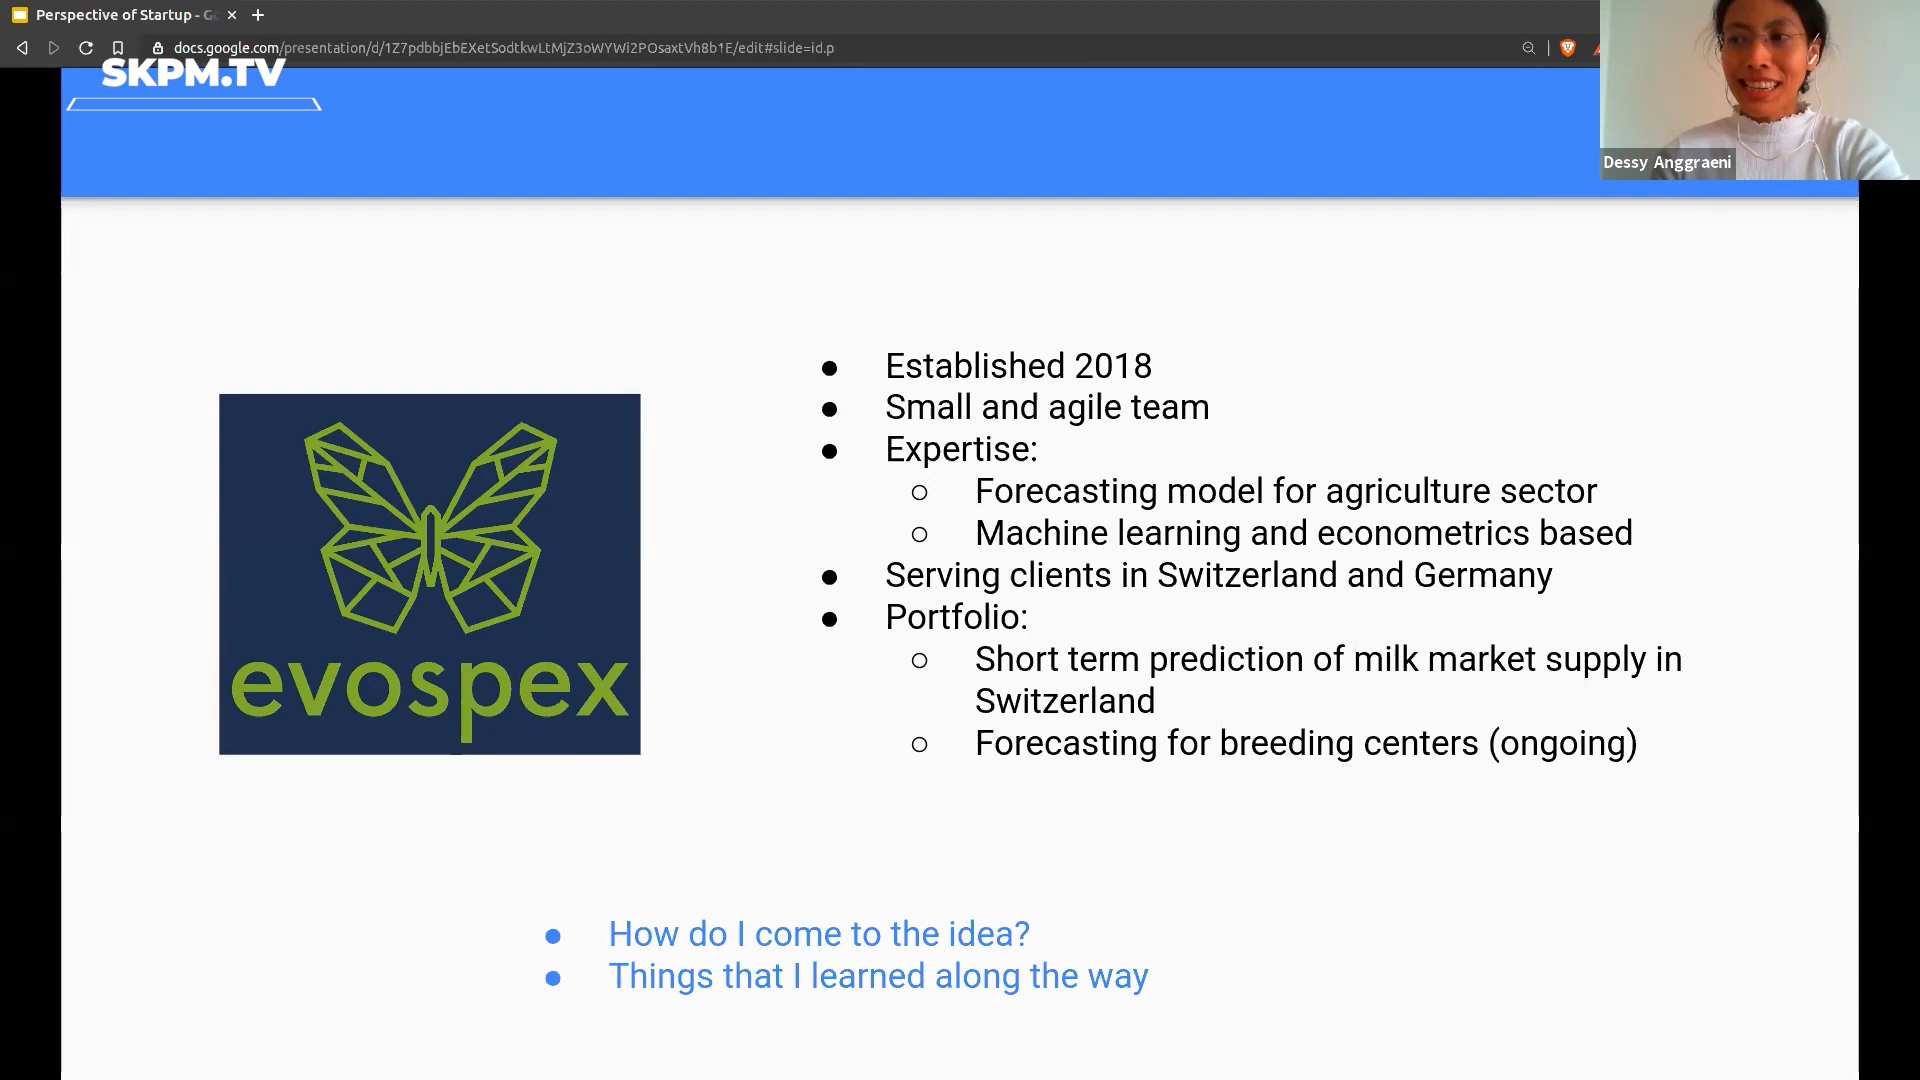 Perspective of Startup - Go
docs.google.com/presentation/d/1Z7pdbbjEbEXetSodtkwLtMjZ3oWYWi2POsaxtVh8b1E/edit#slide=id.p
SKPM.TV
Dessy Anggraeni
● Established 2018
● Small and agile team
● Expertise:
○ Forecasting model for agriculture sector
○ Machine learning and econometrics based
● Serving clients in Switzerland and Germany
● Portfolio:
○ Short term prediction of milk market supply in
Switzerland
○ Forecasting for breeding centers (ongoing)
evospex
● How do I come to the idea?
● Things that I learned along the way